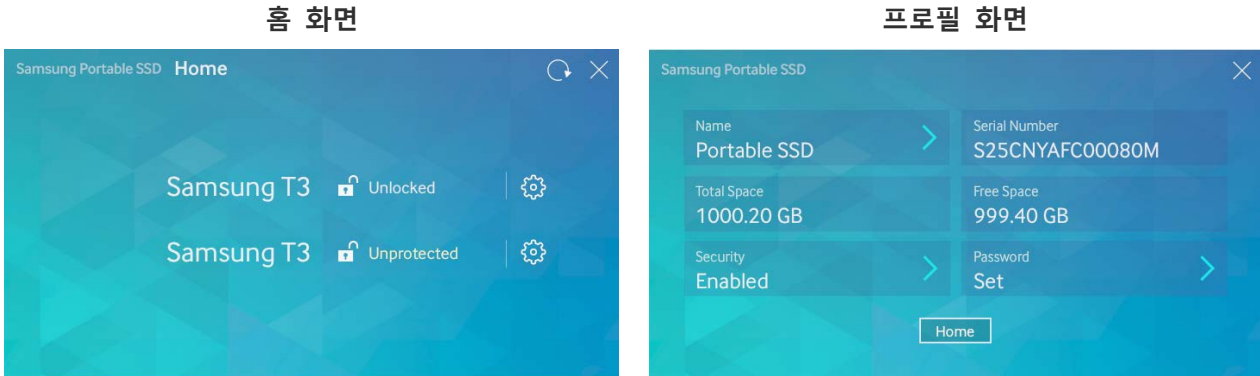 홈 화면
프로필 화면
Samsung Portable SSD Home
Samsung T3 Unlocked
Samsung T3 Unprotected
Samsung Portable SSD
Name
Portable SSD
Serial Number
S25CNYAFC00080M
Total Space
1000.20 GB
Free Space
999.40 GB
Security
Enabled
Password
Set
Home